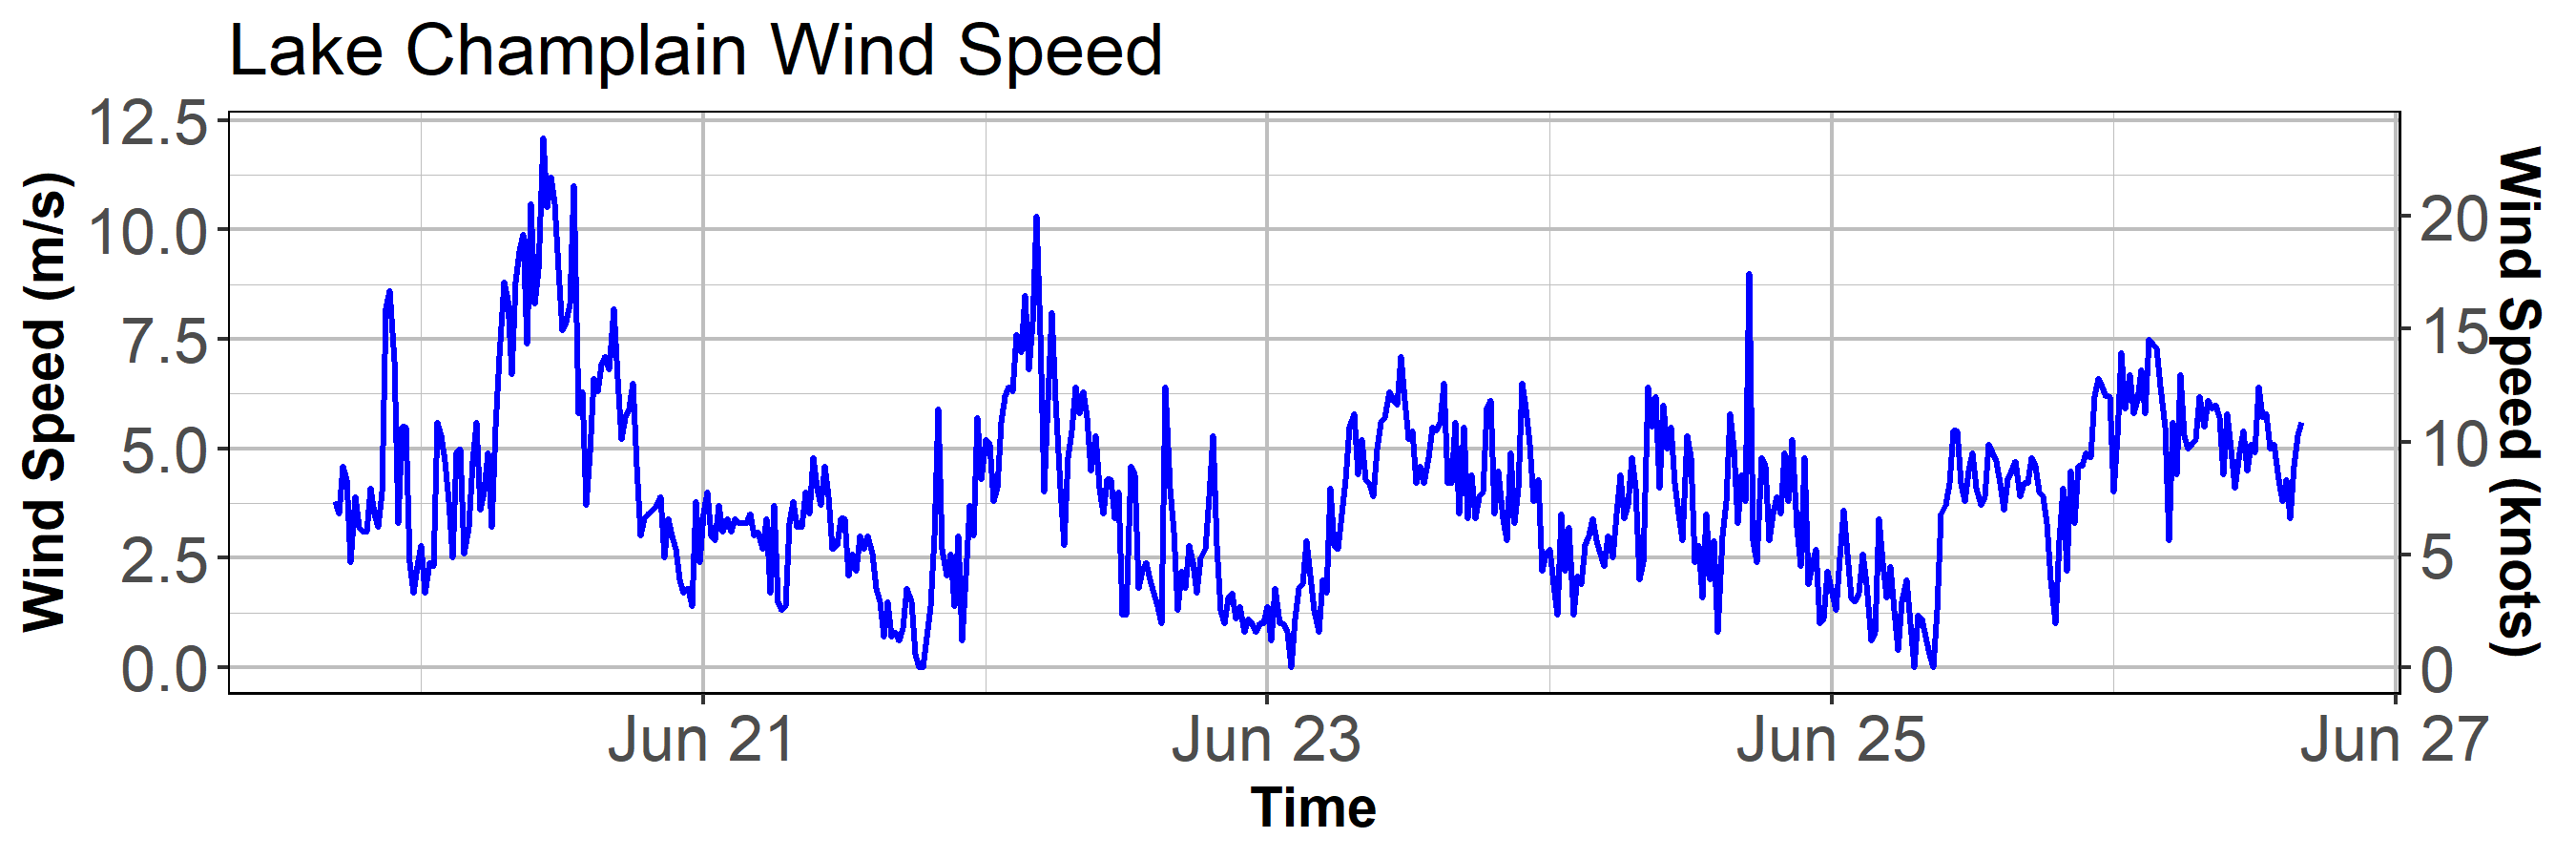 Lake Champlain Wind Speed
Wind Speed (m/s)
12.5
10.0
7.5
5.0
2.5
0.0
20
15
10
5
0
Wind Speed (knots)
Jun 21
Jun 23
Jun 25
Jun 27
Time